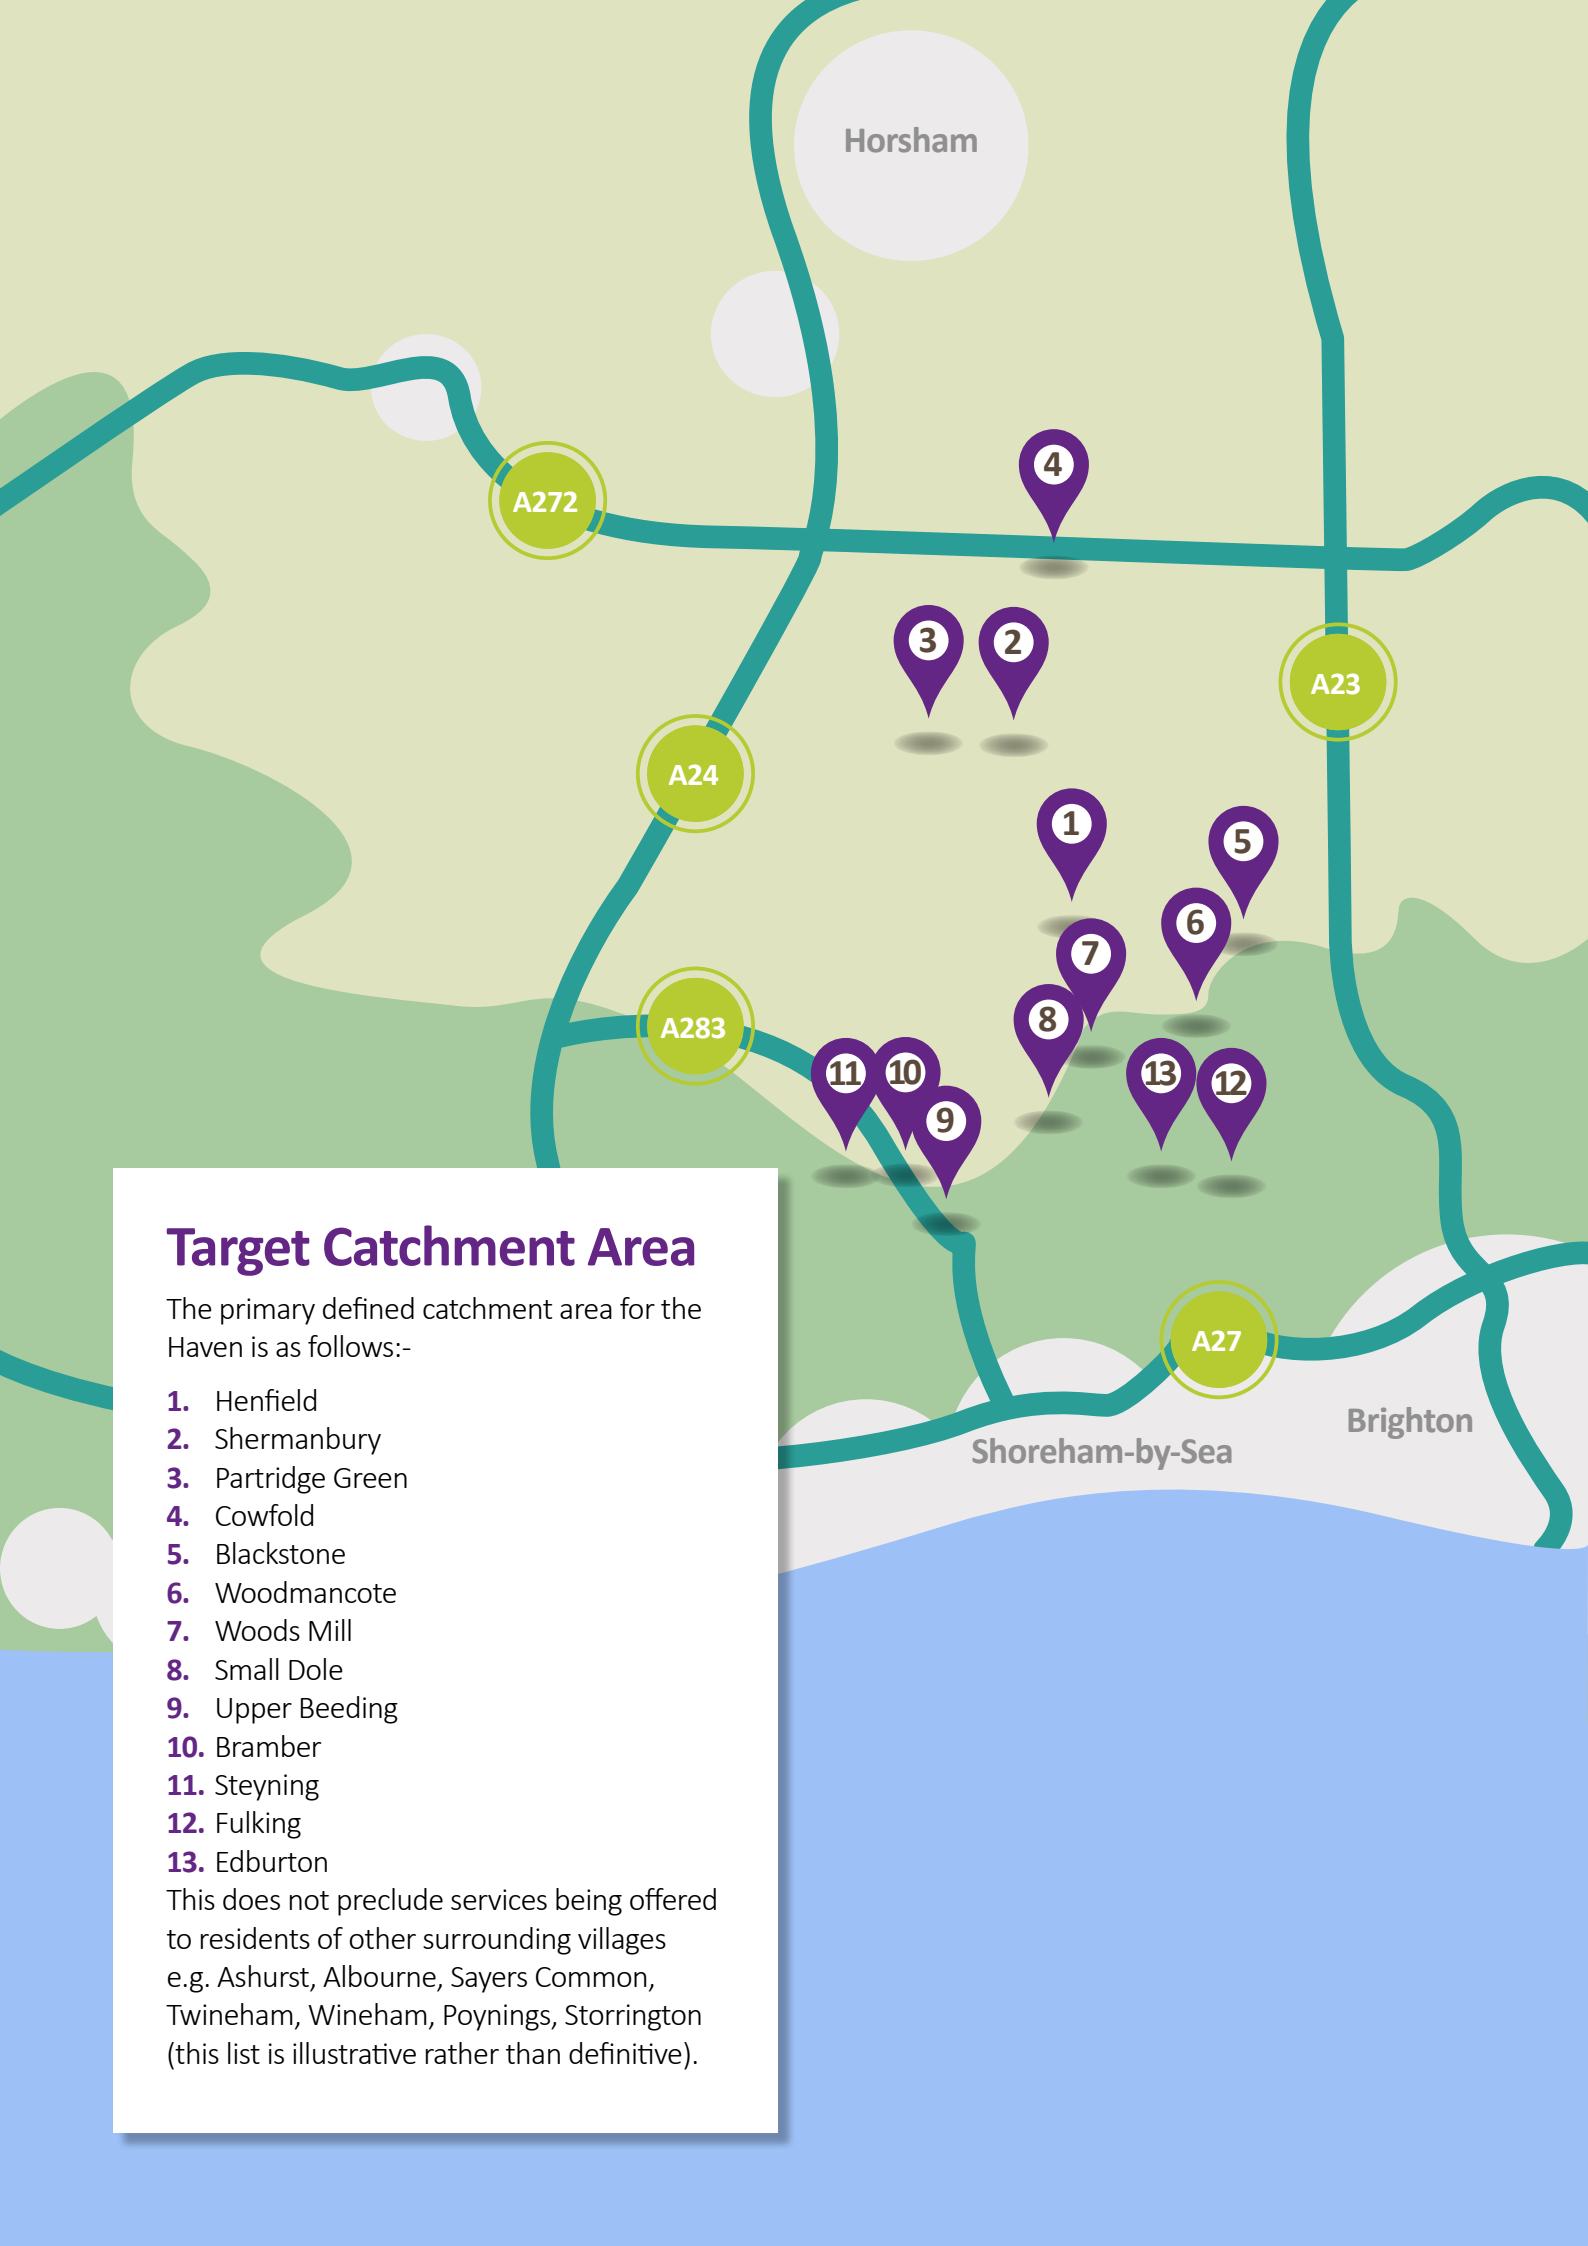 Horsham
4
A272
3
2
A23
A24
1
5
6
7
8
A283
11
10
13
12
9
Target Catchment Area
The primary defined catchment area for the
Haven is as follows:-
1. Henfield
2. Shermanbury
3. Partridge Green
4. Cowfold
5. Blackstone
6. Woodmancote
7. Woods Mill
8. Small Dole
9. Upper Beeding
10. Bramber
11. Steyning
12. Fulking
13. Edburton
This does not preclude services being offered
to residents of other surrounding villages
e.g. Ashurst, Albourne, Sayers Common,
Twineham, Wineham, Poynings, Storrington
(this list is illustrative rather than definitive).
A27
Brighton
Shoreham-by-Sea